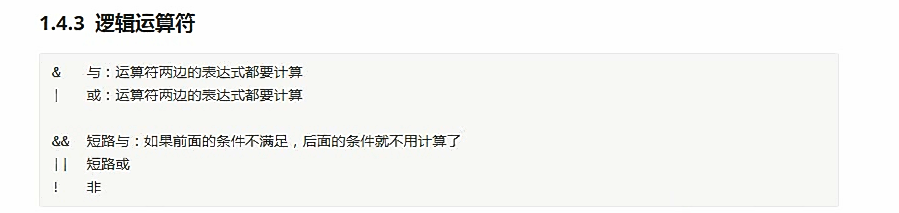 1.4.3 逻辑运算符
& 与：运算符两边的表达式都要计算
| 或：运算符两边的表达式都要计算
&& 短路与：如果前面的条件不满足，后面的条件就不用计算了
|| 短路或
! 非